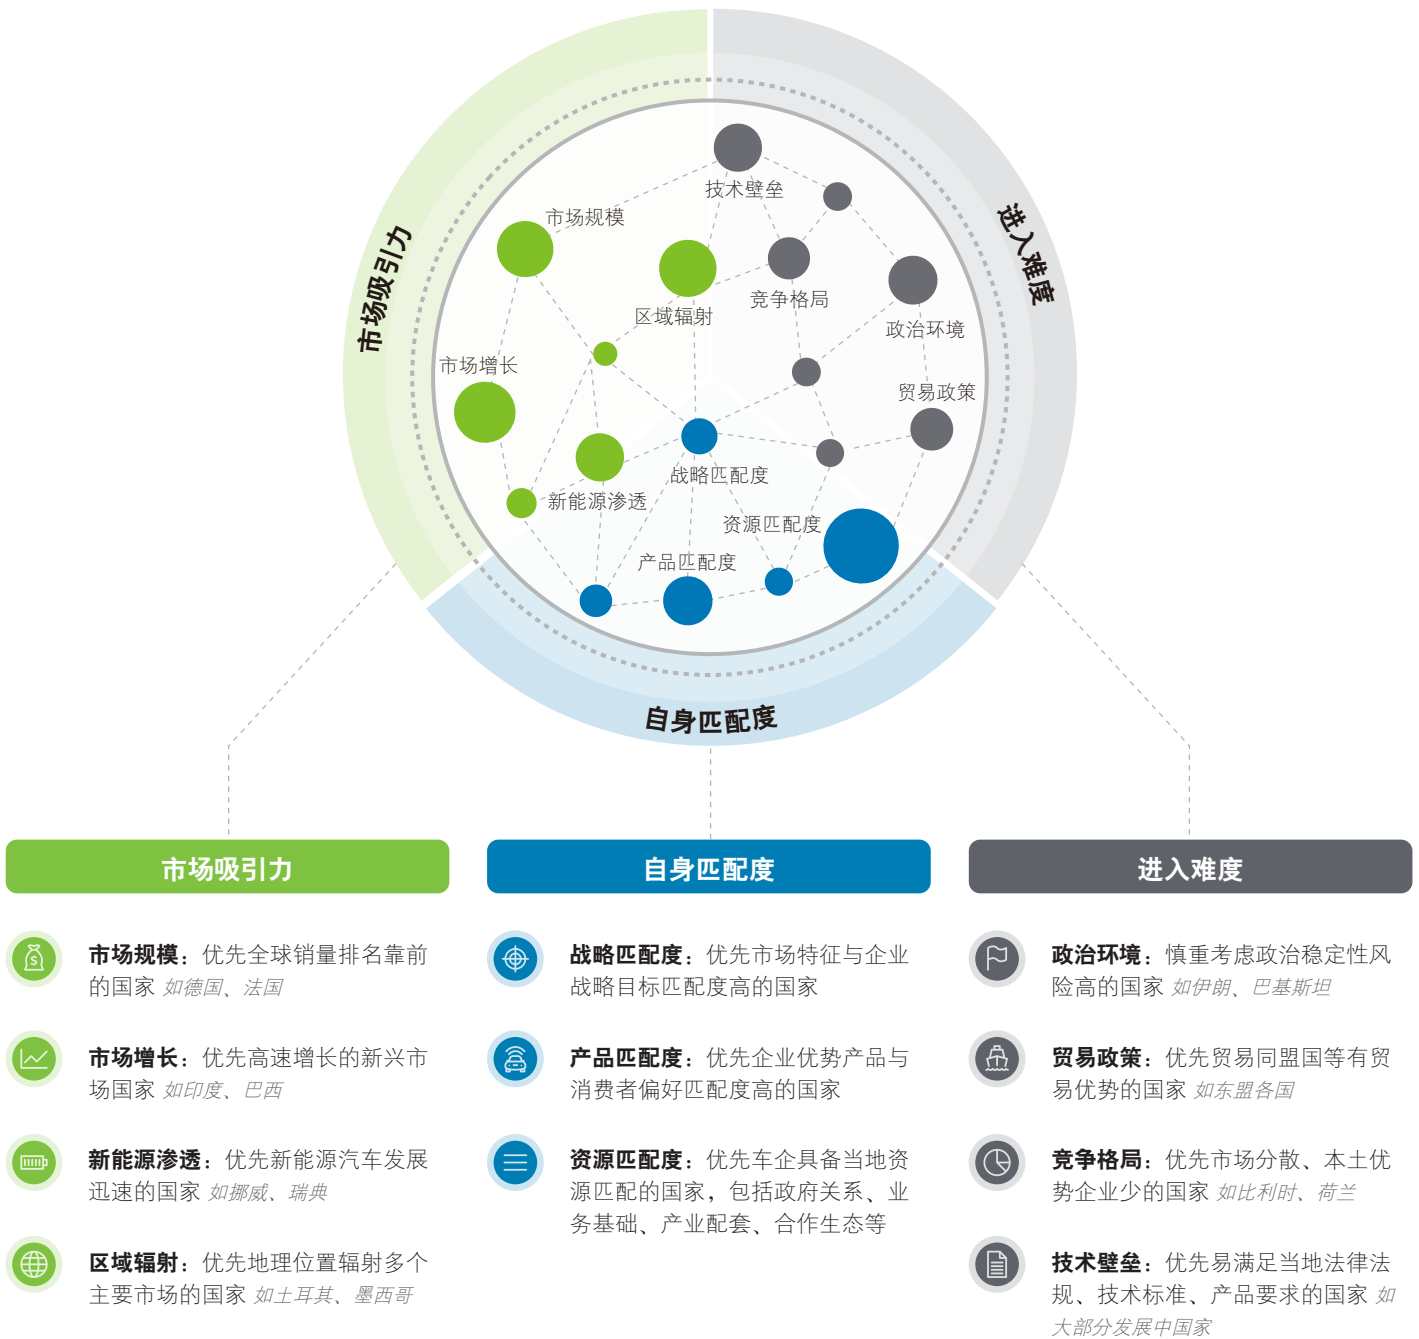 市场吸引力
进入难度
自身匹配度
技术壁垒
市场规模
区域辐射
竞争格局
政治环境
市场增长
贸易政策
战略匹配度
新能源渗透
资源匹配度
产品匹配度
市场吸引力
市场规模：优先全球销量排名靠前
的国家 如德国、法国
市场增长：优先高速增长的新兴市
场国家 如印度、巴西
新能源渗透：优先新能源汽车发展
迅速的国家 如挪威、瑞典
区域辐射：优先地理位置辐射多个
主要市场的国家 如土耳其、墨西哥
自身匹配度
战略匹配度：优先市场特征与企业
战略目标匹配度高的国家
产品匹配度：优先企业优势产品与
消费者偏好匹配度高的国家
资源匹配度：优先车企具备当地资
源匹配的国家，包括政府关系、业
务基础、产业配套、合作生态等
进入难度
政治环境：慎重考虑政治稳定性风
险高的国家 如伊朗、巴基斯坦
贸易政策：优先贸易同盟国等有贸
易优势的国家 如东盟各国
竞争格局：优先市场分散、本土优
势企业少的国家 如比利时、荷兰
技术壁垒：优先易满足当地法律法
规、技术标准、产品要求的国家 如
大部分发展中国家